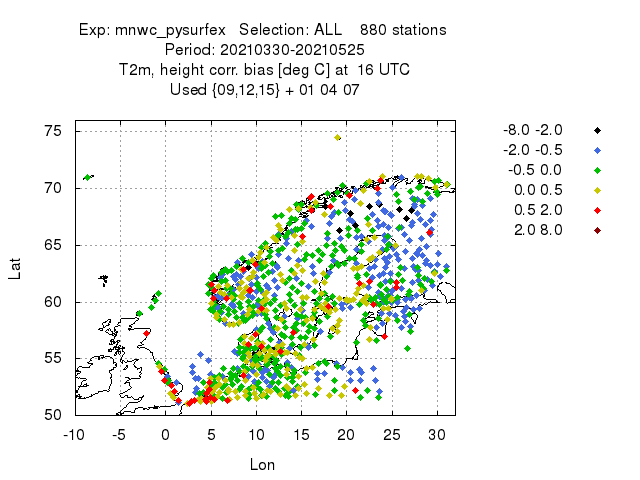 Exp: mnwc_pysurfex   Selection: ALL    880 stations
Period: 20210330-20210525
T2m, height corr. bias [deg C] at  16 UTC
Used {09,12,15} + 01 04 07
75
70
65
60
55
50
-10 -5 0 5 10 15 20 25 30
Lat
Lon
-8.0 -2.0
-2.0 -0.5
-0.5 0.0
0.0 0.5
0.5 2.0
2.0 8.0